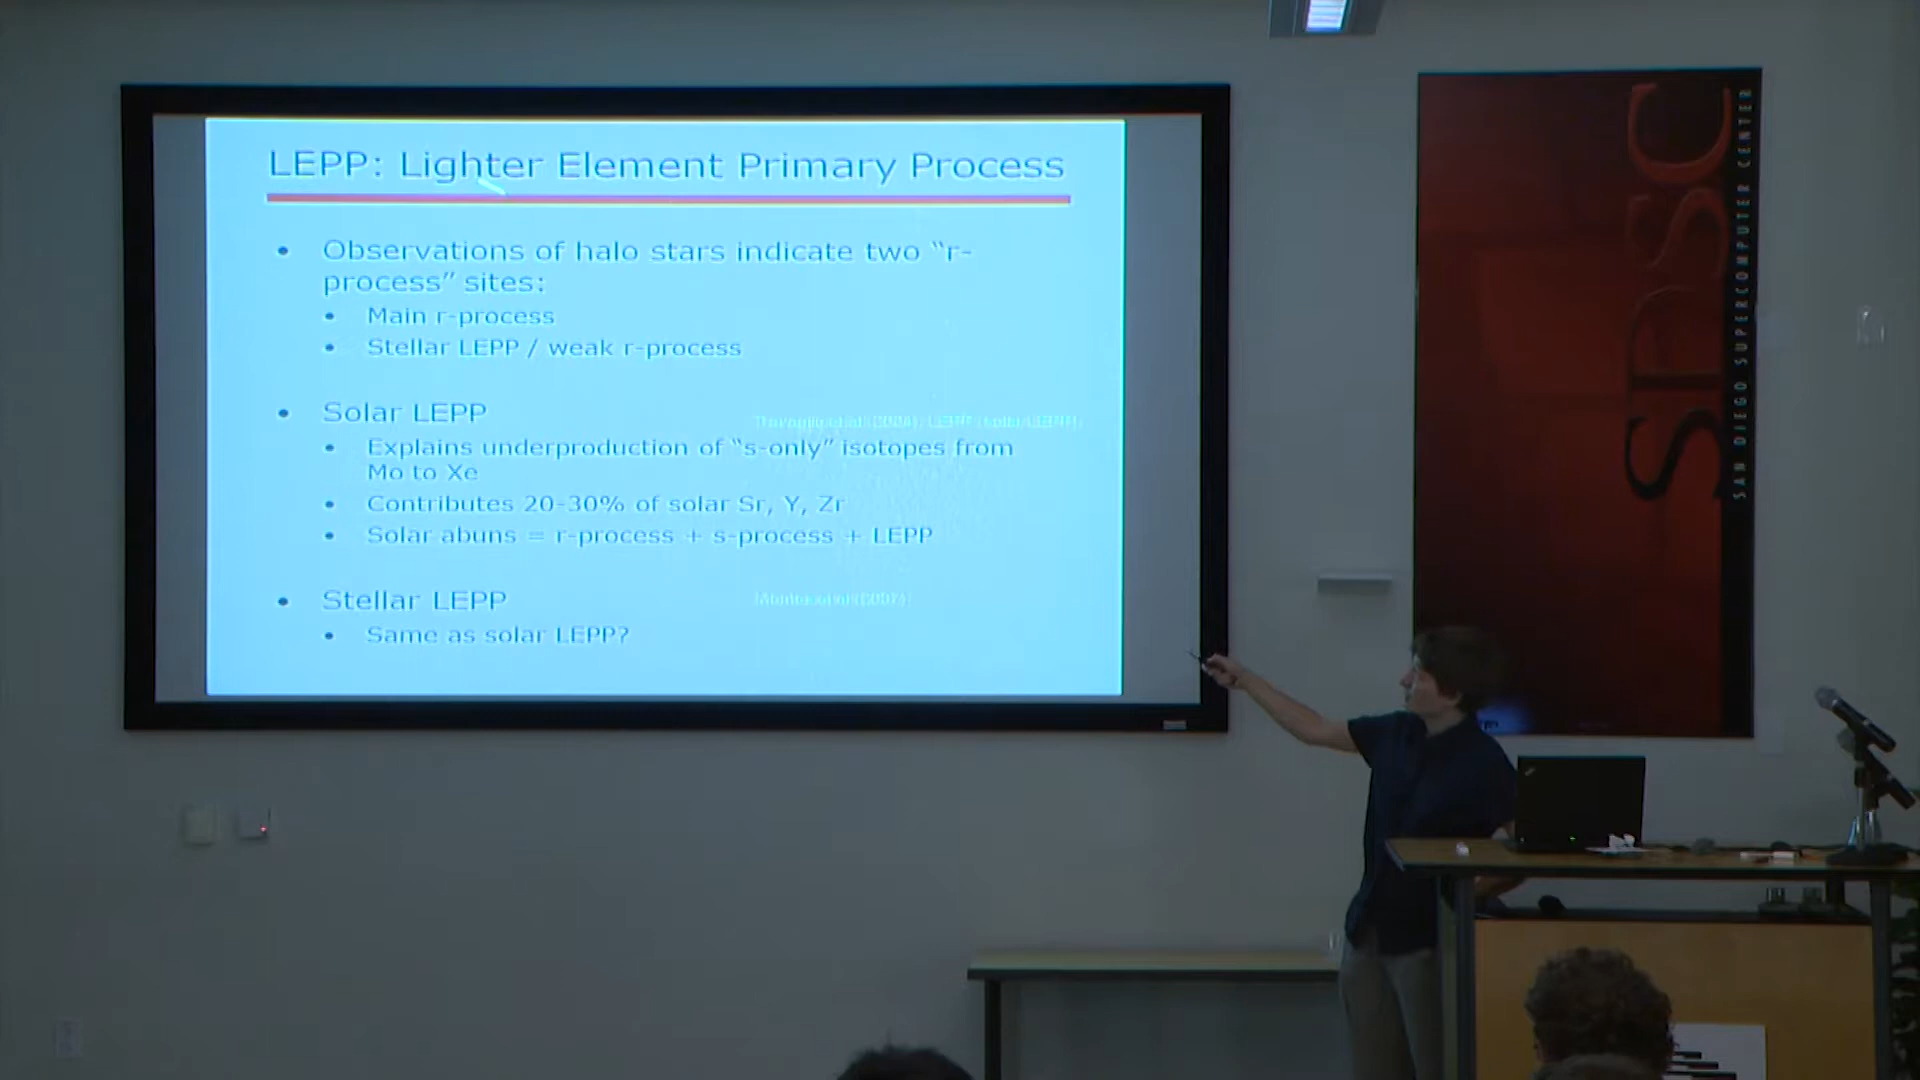 LEPP: Lighter Element Primary Process
• Observations of halo stars indicate two “r-
process” sites:
• Main r-process
• Stellar LEPP / weak r-process
• Solar LEPP
• Explains underproduction of “s-only” isotopes from
Mo to Xe
• Contributes 20-30% of solar Sr, Y, Zr
• Solar abuns = r-process + s-process + LEPP
• Stellar LEPP
• Same as solar LEPP?
SDSC
SAN DIEGO SUPERCOMPUTER CENTER